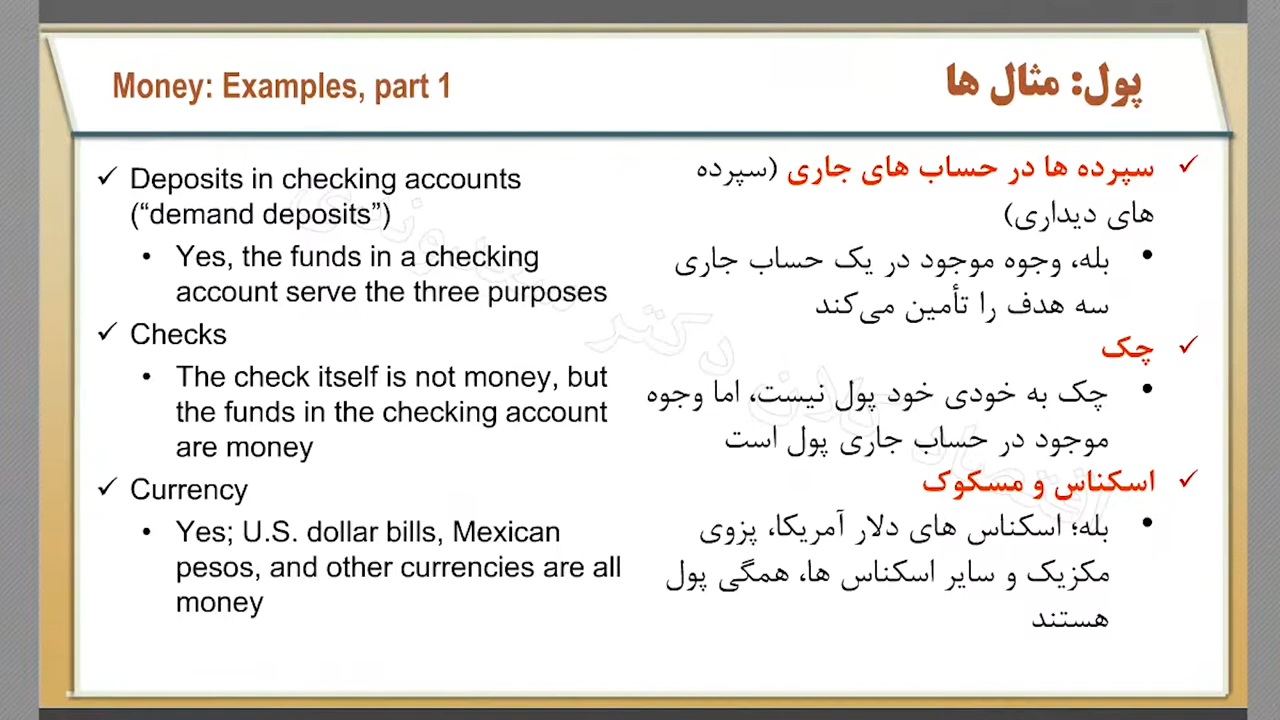 Money: Examples, part 1
پول: مثال ها
✓ Deposits in checking accounts
(“demand deposits”)
• Yes, the funds in a checking
account serve the three purposes
✓ Checks
• The check itself is not money, but
the funds in the checking account
are money
✓ Currency
• Yes; U.S. dollar bills, Mexican
pesos, and other currencies are all
money
✓ سپرده ها در حساب های جاری (سپرده
های دیداری)
• بله، وجوه موجود در یک حساب جاری
سه هدف را تأمین می‌کند
✓ چک
• چک به خودی خود پول نیست، اما وجوه
موجود در حساب جاری پول است
✓ اسکناس و مسکوک
• بله؛ اسکناس های دلار آمریکا، پزوی
مکزیک و سایر اسکناس ها، همگی پول
هستند
اقتصاد کلان دکتر